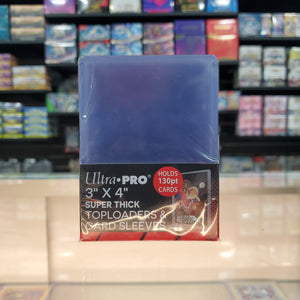 Ultra•PRO®
3" X 4"
SUPER THICK
TOPLOADERS &
CARD SLEEVES
HOLDS
130pt
CARDS